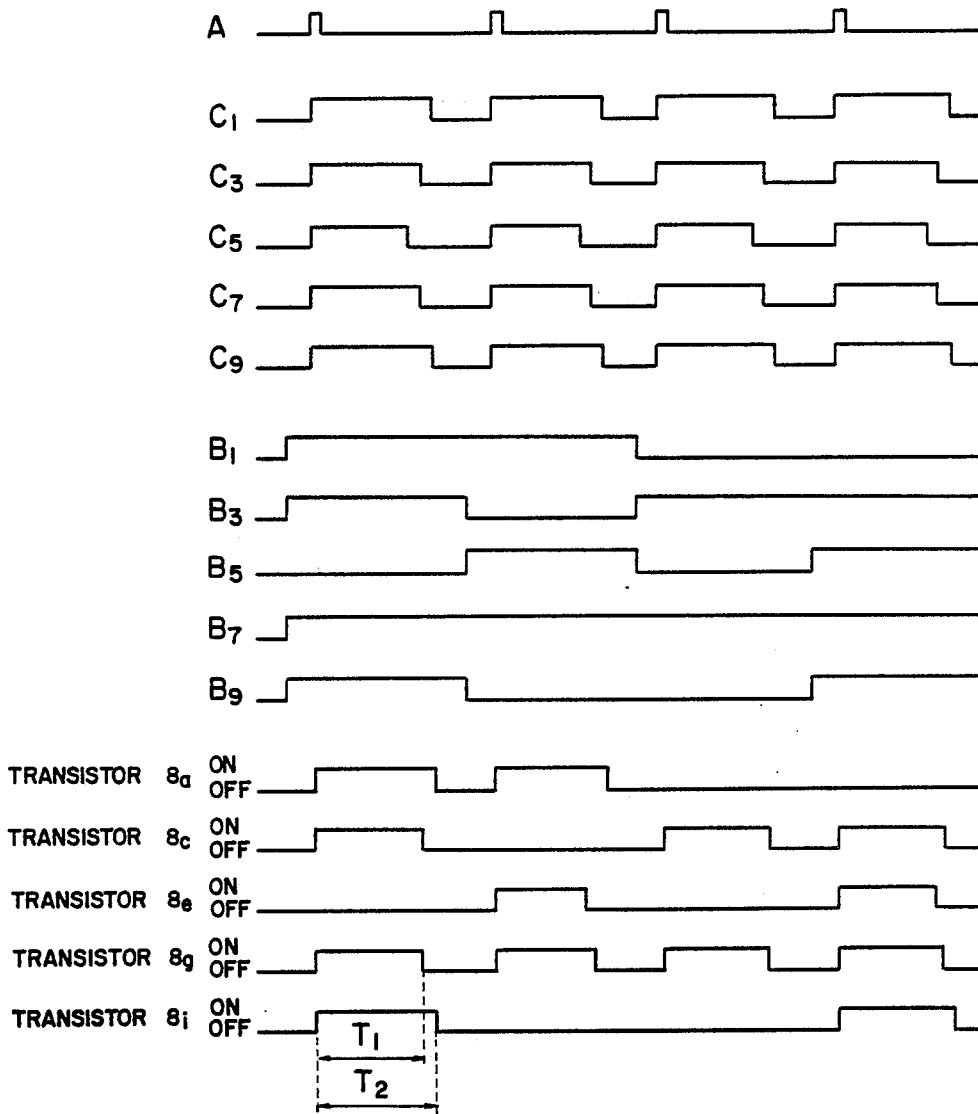 A
C1
C3
C5
C7
C9
B1
B3
B5
B7
B9
TRANSISTOR 8a ON OFF
TRANSISTOR 8c ON OFF
TRANSISTOR 8e ON OFF
TRANSISTOR 8g ON OFF
TRANSISTOR 8i ON OFF
T1
T2